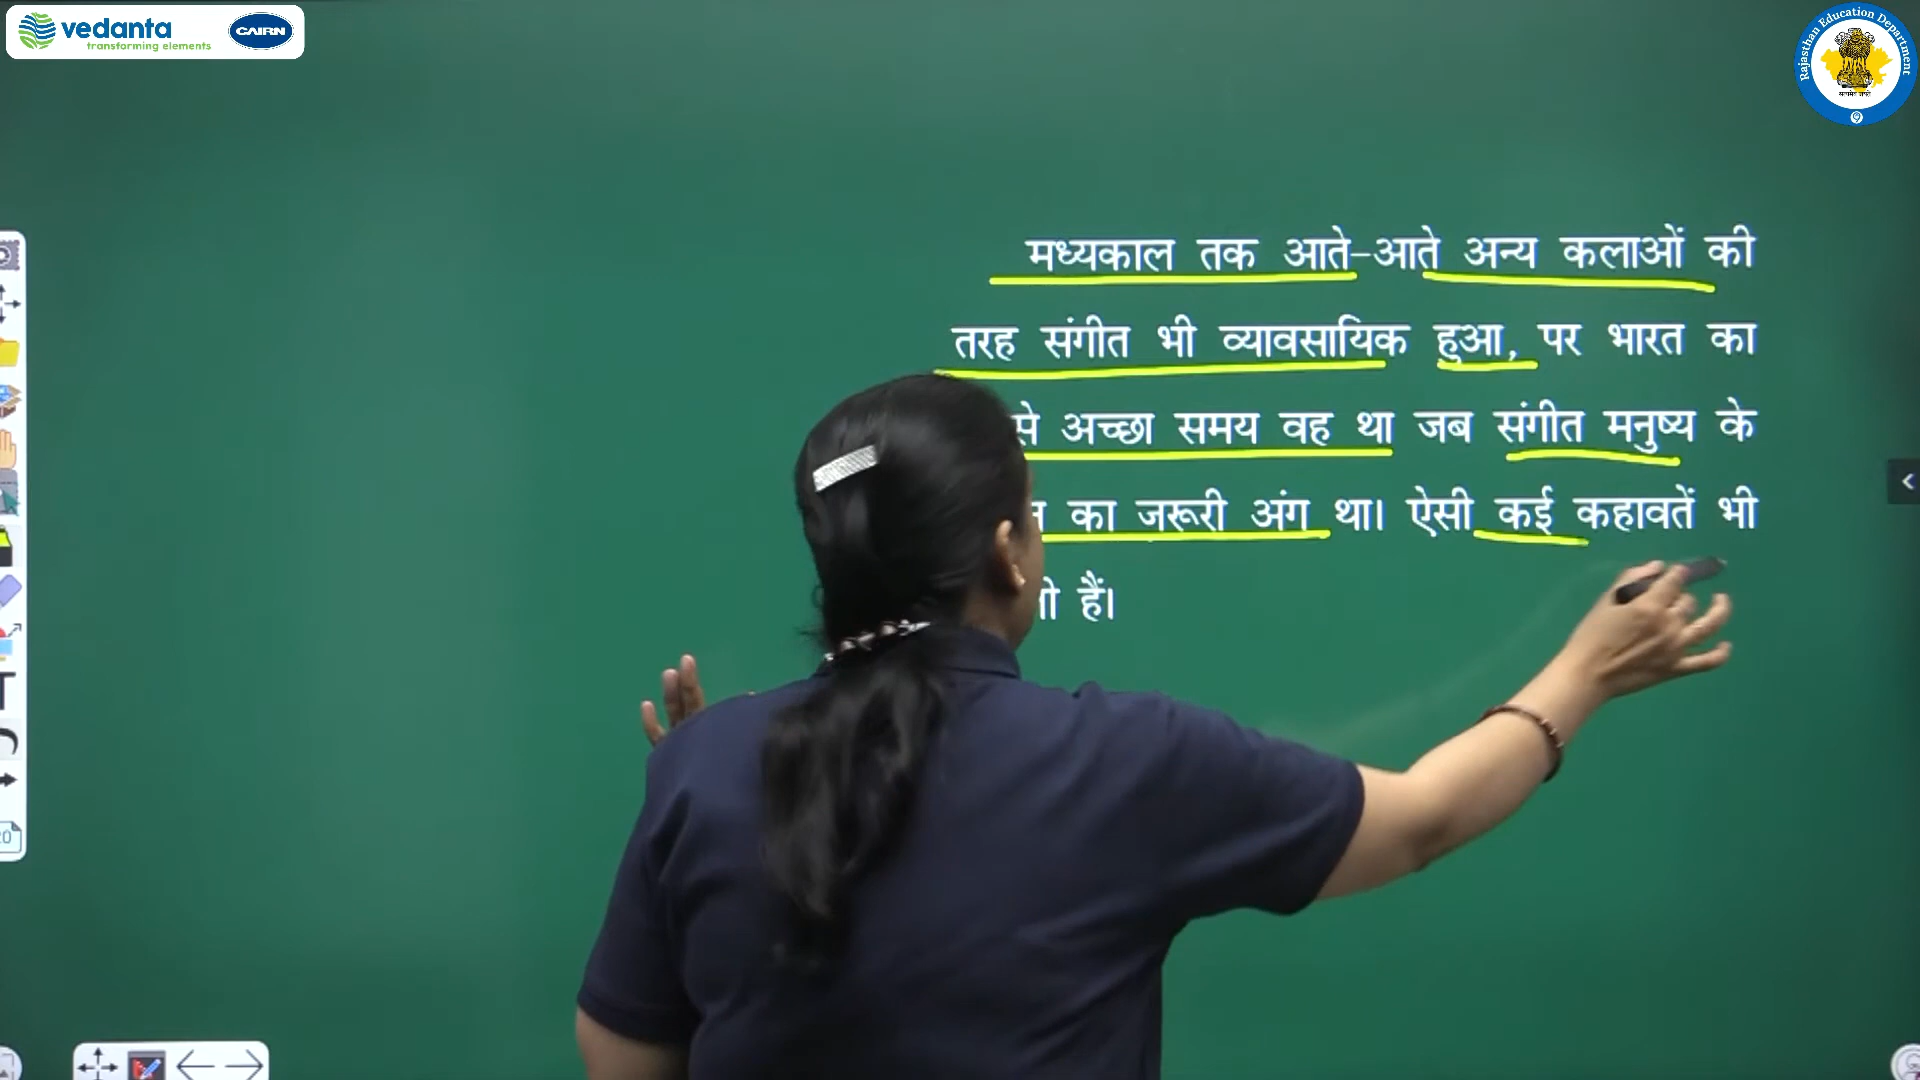 vedanta
transforming elements
CAIRN
Rajasthan Education Department
मध्यकाल तक आते–आते अन्य कलाओं की
तरह संगीत भी व्यावसायिक हुआ, पर भारत का
से अच्छा समय वह था जब संगीत मनुष्य के
का जरूरी अंग था। ऐसी कई कहावतें भी
हैं।
T